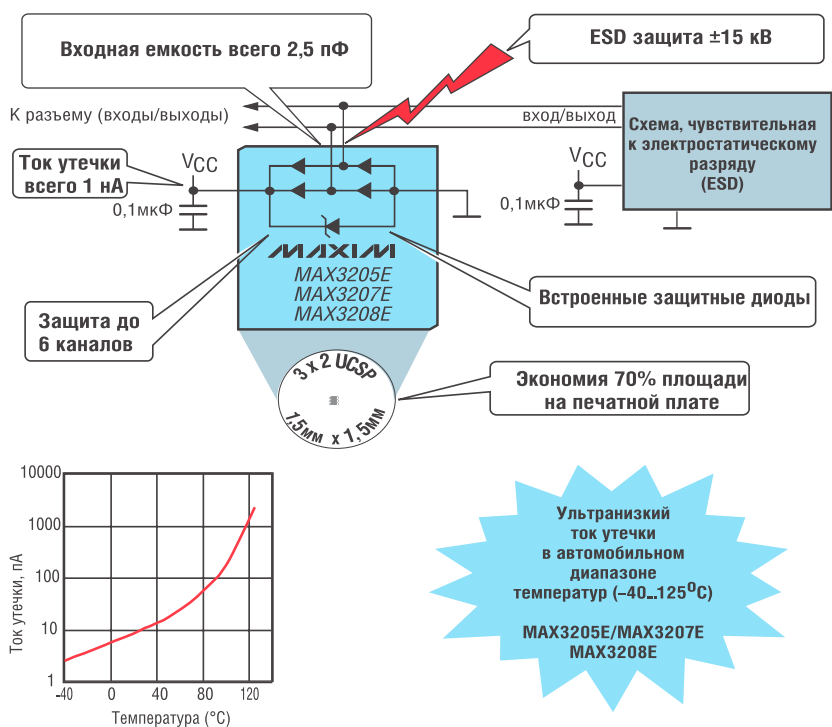 Входная емкость всего 2,5 пФ
ESD защита ±15 кВ
К разъему (входы/выходы)
вход/выход
Схема, чувствительная
к электростатическому
разряду
(ESD)
Ток утечки
всего 1 нА
VCC
0,1мкФ
VCC
0,1мкФ
MAXIM
MAX3205E
MAX3207E
MAX3208E
Защита до
6 каналов
Встроенные защитные диоды
3 x 2 UCSP
1,5мм x 1,5мм
Экономия 70% площади
на печатной плате
Ток утечки, пА
10000
1000
100
10
1
-40 0 40 80 120
Температура (°C)
Ультранизкий
ток утечки
в автомобильном
диапазоне
температур (–40...125⁰C)
MAX3205E/MAX3207E
MAX3208E